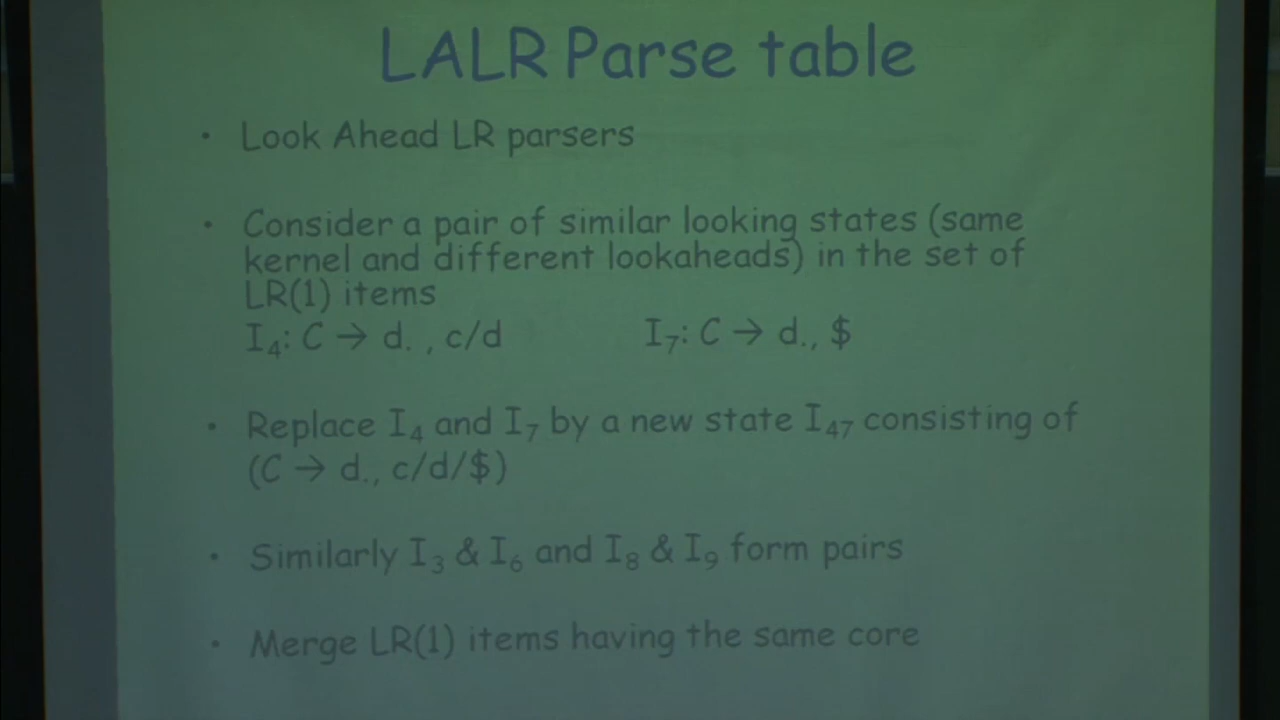 LALR Parse table
• Look Ahead LR parsers
• Consider a pair of similar looking states (same
kernel and different lookaheads) in the set of
LR(1) items
I₄: C → d. , c/d I₇: C → d., $
• Replace I₄ and I₇ by a new state I₄₇ consisting of
(C → d., c/d/$)
• Similarly I₃ & I₆ and I₈ & I₉ form pairs
• Merge LR(1) items having the same core